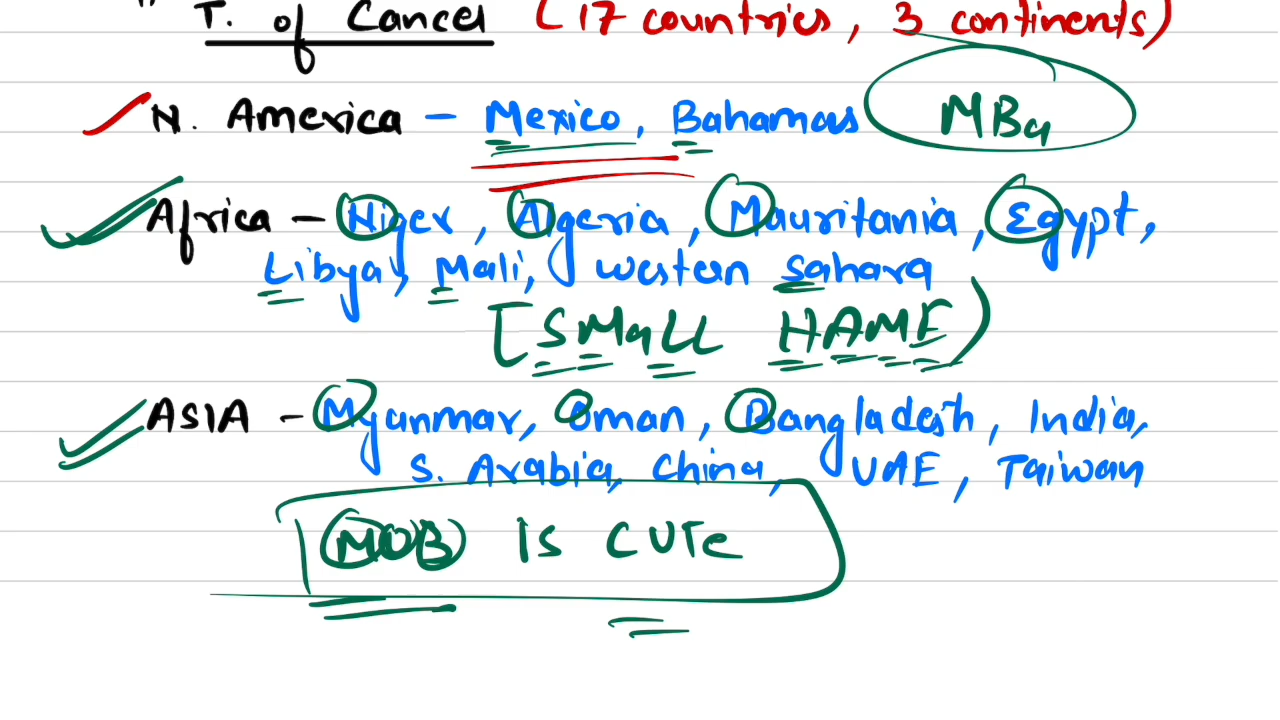 " T. of Cancel (17 countries, 3 continents)
N. America - Mexico, Bahamas MBa
Africa - Niger, Algeria, Mauritania, Egypt,
Libya, Mali, Western Sahara
[SMaLL HAME)
ASIA - Myanmar, Oman, Bangladesh, India,
S. Arabia, China, UAE, Taiwan
MOB is CUTe